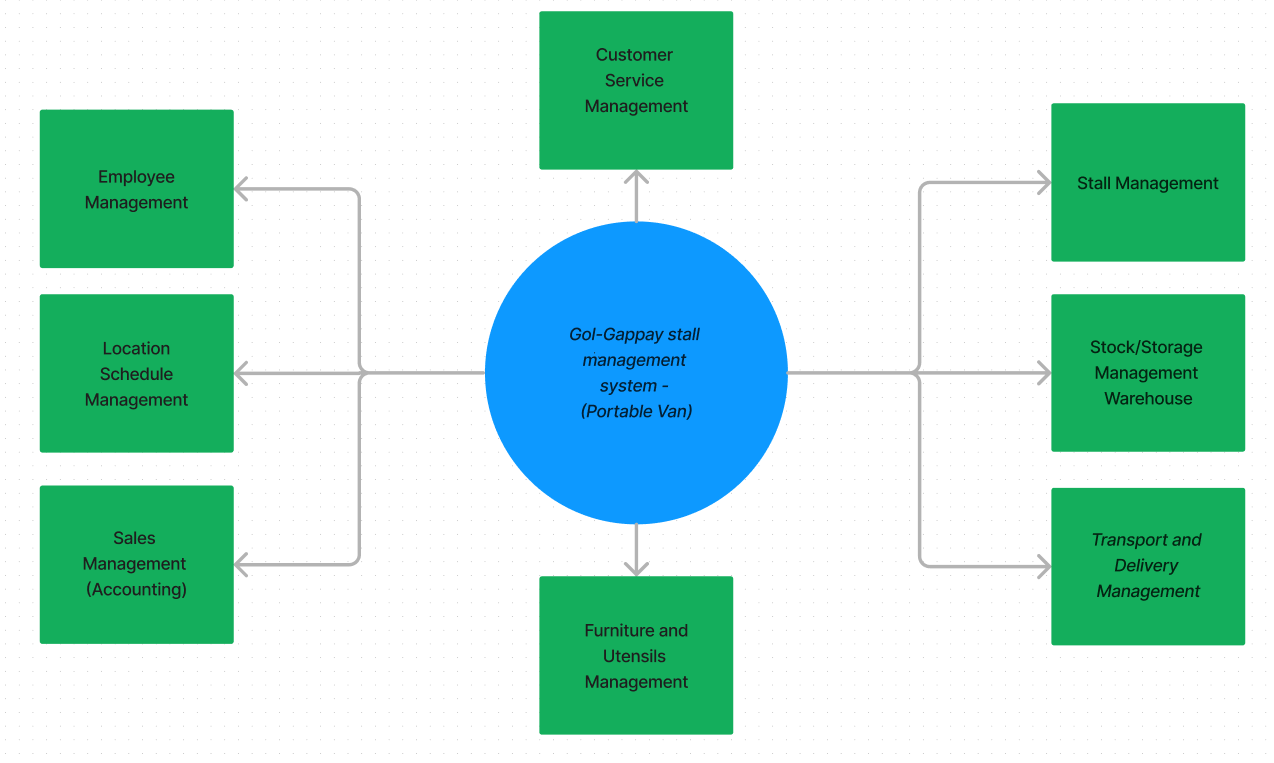 Customer
Service
Management
Employee
Management
Stall Management
Location
Schedule
Management
Gol-Gappay stall
management
system -
(Portable Van)
Stock/Storage
Management
Warehouse
Sales
Management
(Accounting)
Transport and
Delivery
Management
Furniture and
Utensils
Management